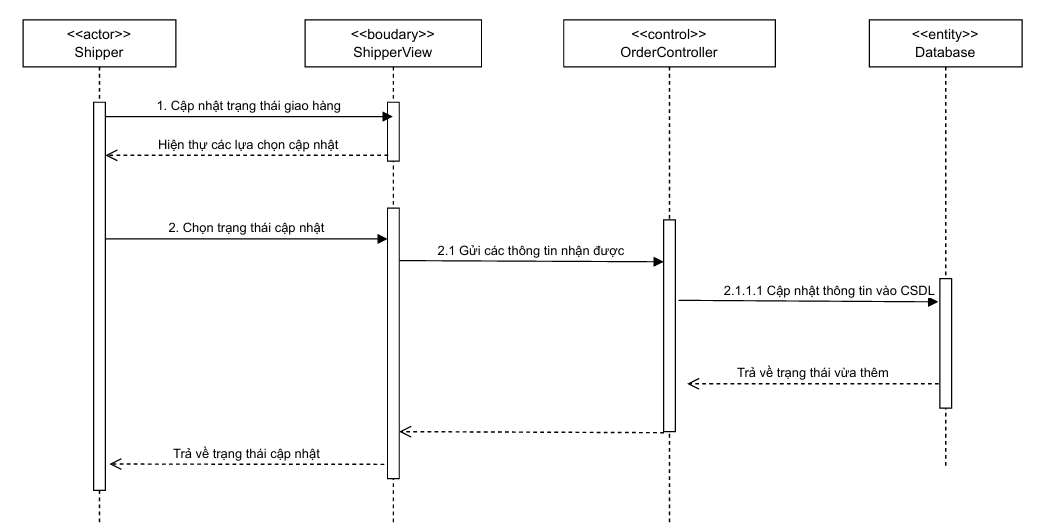 <<actor>>
Shipper
<<boudary>>
ShipperView
<<control>>
OrderController
<<entity>>
Database
1. Cập nhật trạng thái giao hàng
Hiện thự các lựa chọn cập nhật
2. Chọn trạng thái cập nhật
2.1 Gửi các thông tin nhận được
2.1.1.1 Cập nhật thông tin vào CSDL
Trả về trạng thái vừa thêm
Trả về trạng thái cập nhật